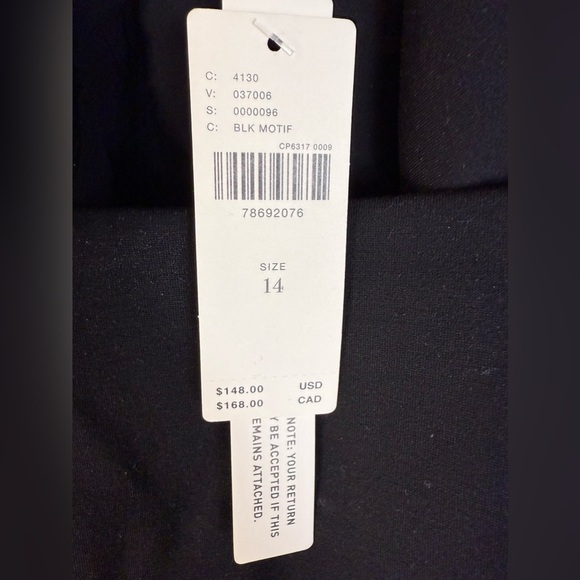 C: 4130
V: 037006
S: 0000096
C: BLK MOTIF
CP6317 0009
78692076
SIZE
14
$148.00 USD
$168.00 CAD
NOTE: YOUR RETURN
Y BE ACCEPTED IF THIS
EMAINS ATTACHED.